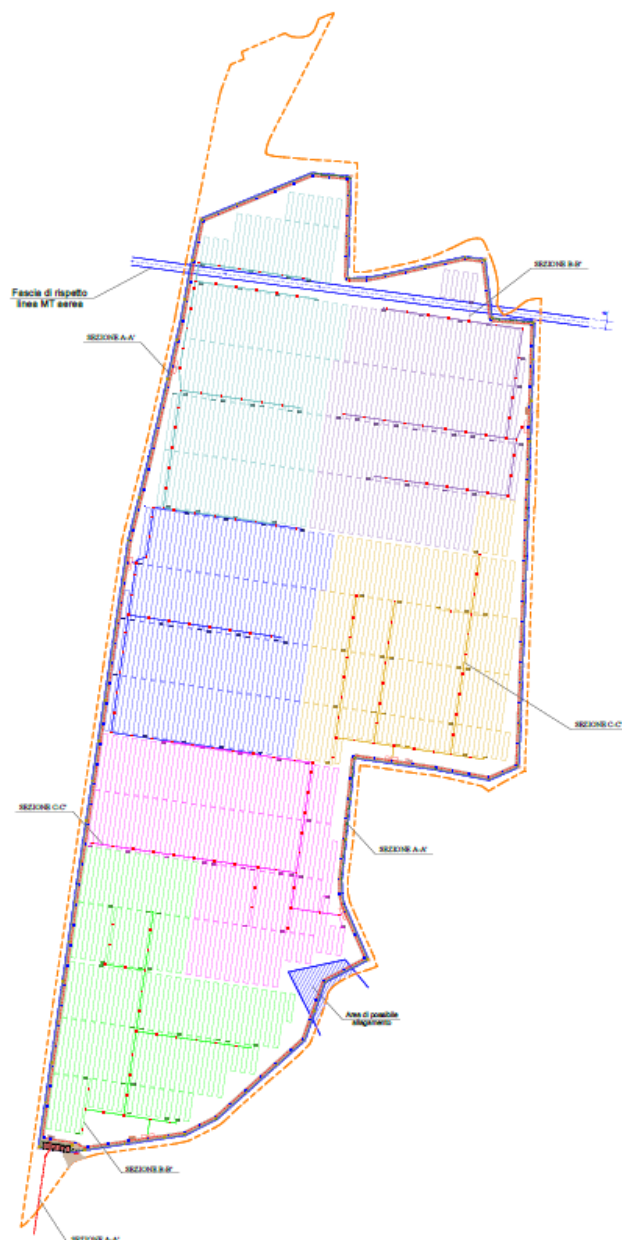 SEZIONE B-B'
Fascia di rispetto
linea MT aerea
SEZIONE A-A'
SEZIONE C-C'
SEZIONE C-C'
SEZIONE A-A'
Area di possibile
allagamento
SEZIONE B-B'
SEZIONE A-A'